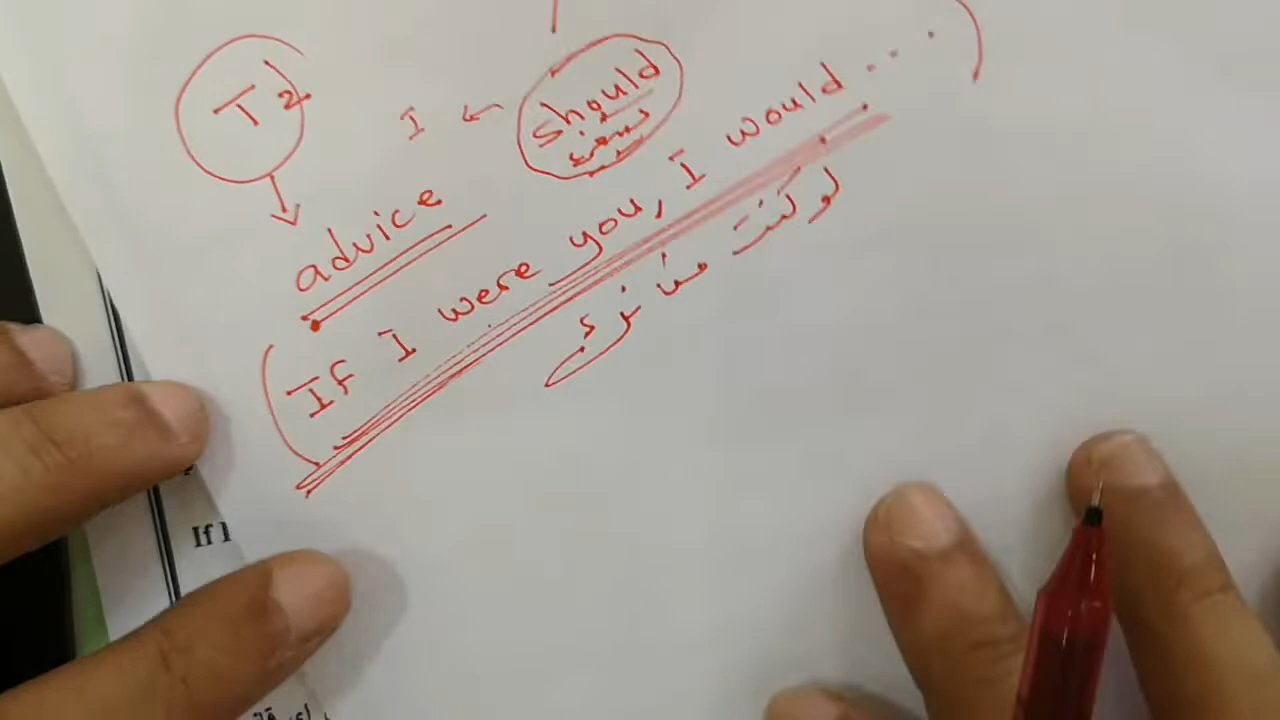 T2
I ← should
advice
(If I were you, I would...)
لو كنت مكانك
If I